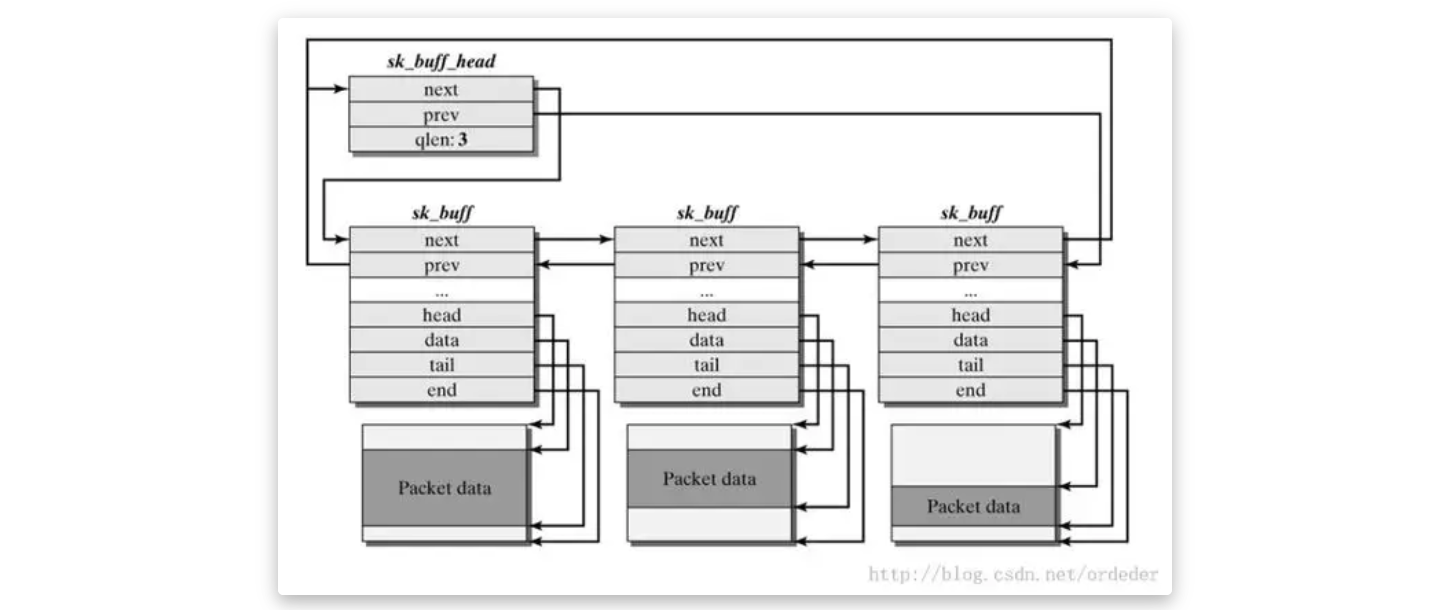 sk_buff_head
next
prev
qlen: 3
sk_buff sk_buff sk_buff
next next next
prev prev prev
... ... ...
head head head
data data data
tail tail tail
end end end
Packet data Packet data Packet data
http://blog.csdn.net/ordeder